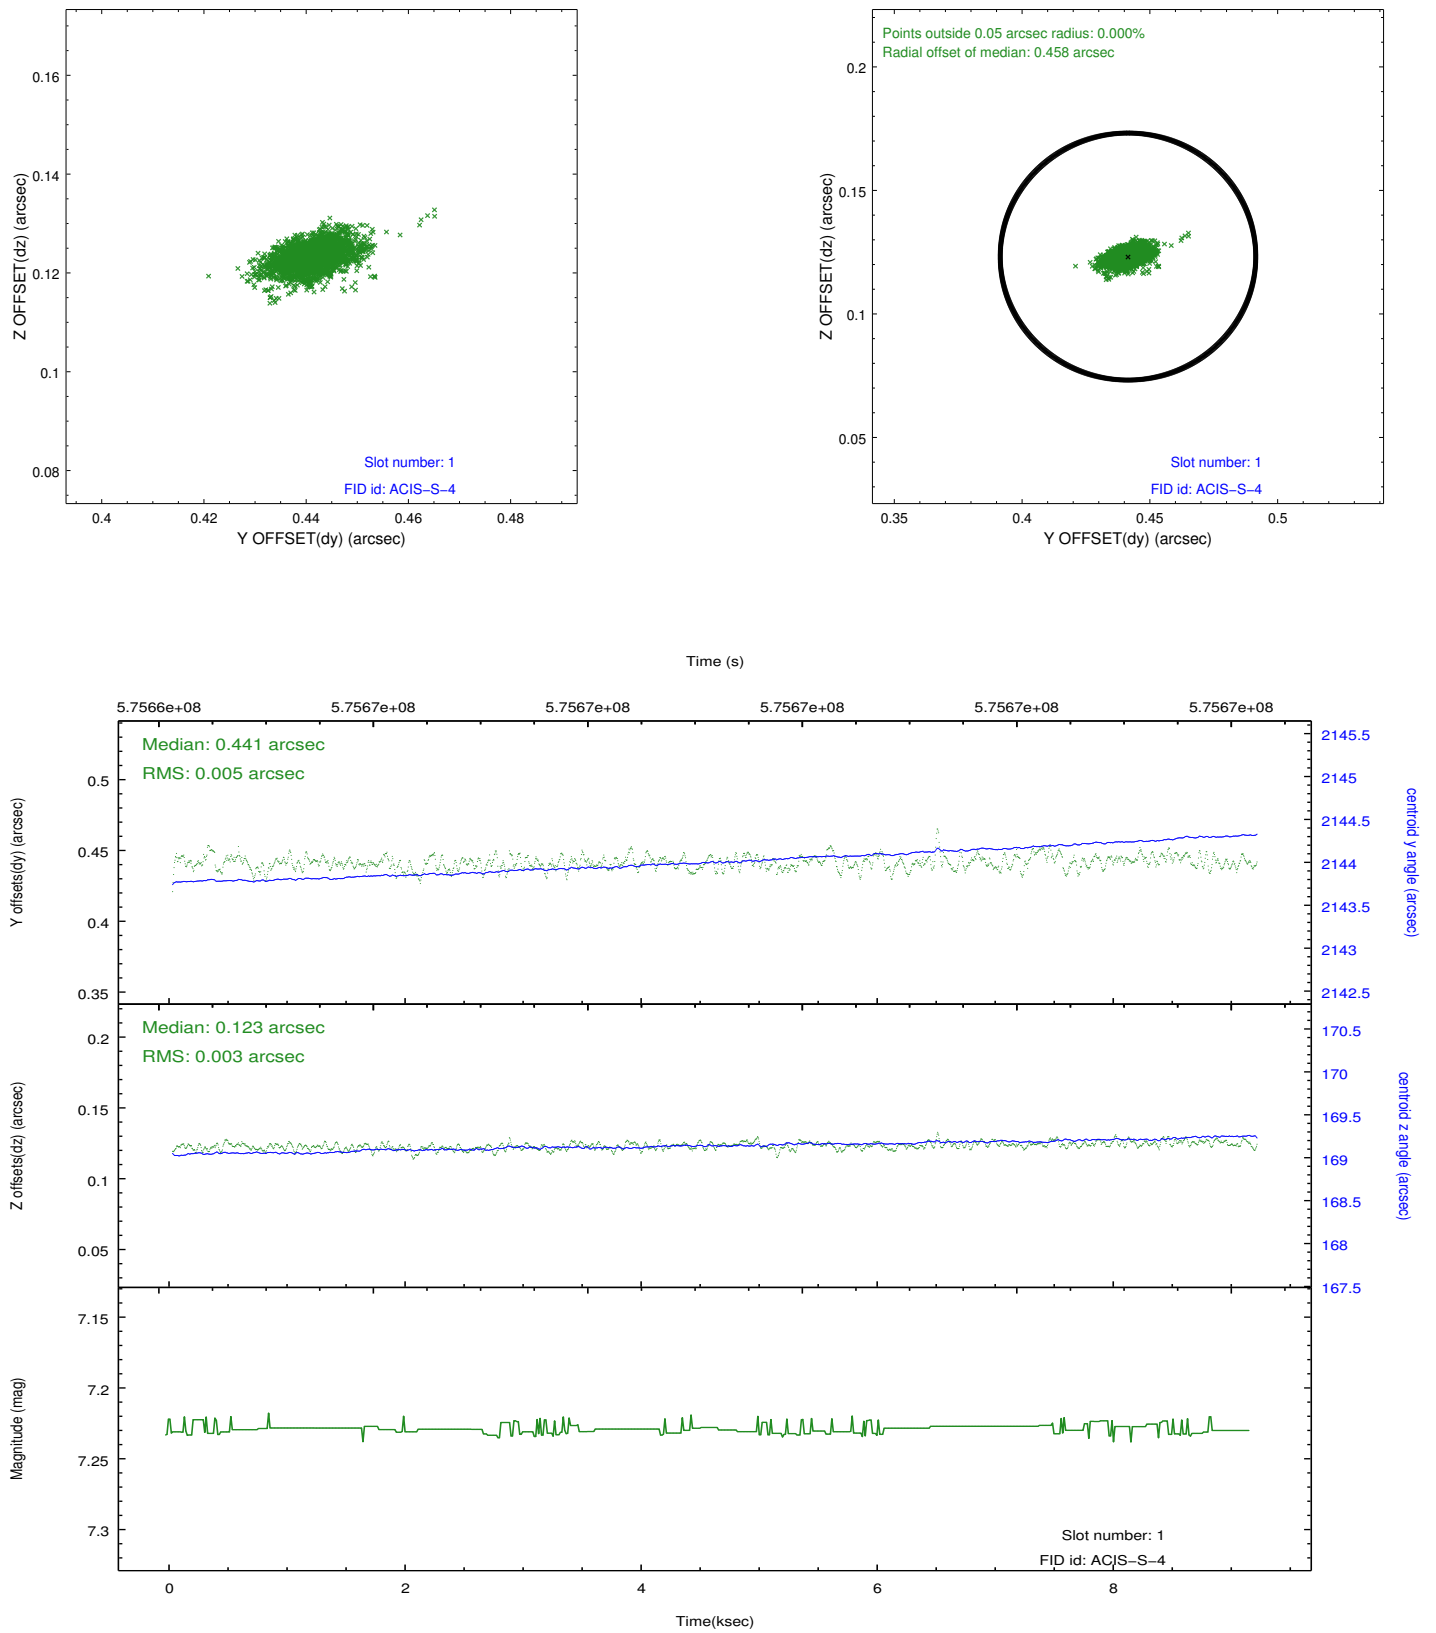 0.16
0.14
0.12
0.1
0.08
Z OFFSET(dz) (arcsec)
Slot number: 1
FID id: ACIS−S−4
0.4 0.42 0.44 0.46 0.48
Y OFFSET(dy) (arcsec)
Points outside 0.05 arcsec radius: 0.000%
Radial offset of median: 0.458 arcsec
0.2
0.15
0.1
0.05
Z OFFSET(dz) (arcsec)
Slot number: 1
FID id: ACIS−S−4
0.35 0.4 0.45 0.5
Y OFFSET(dy) (arcsec)
Time (s)
5.7566e+08 5.7567e+08 5.7567e+08 5.7567e+08 5.7567e+08 5.7567e+08
Median: 0.441 arcsec
RMS: 0.005 arcsec
0.5
0.45
0.4
0.35
Y offsets(dy) (arcsec)
2145.5
2145
2144.5
2144
2143.5
2143
2142.5
centroid y angle (arcsec)
Median: 0.123 arcsec
RMS: 0.003 arcsec
0.2
0.15
0.1
0.05
Z offsets(dz) (arcsec)
170.5
170
169.5
169
168.5
168
167.5
centroid z angle (arcsec)
7.15
7.2
7.25
7.3
Magnitude (mag)
Slot number: 1
FID id: ACIS−S−4
0 2 4 6 8
Time(ksec)